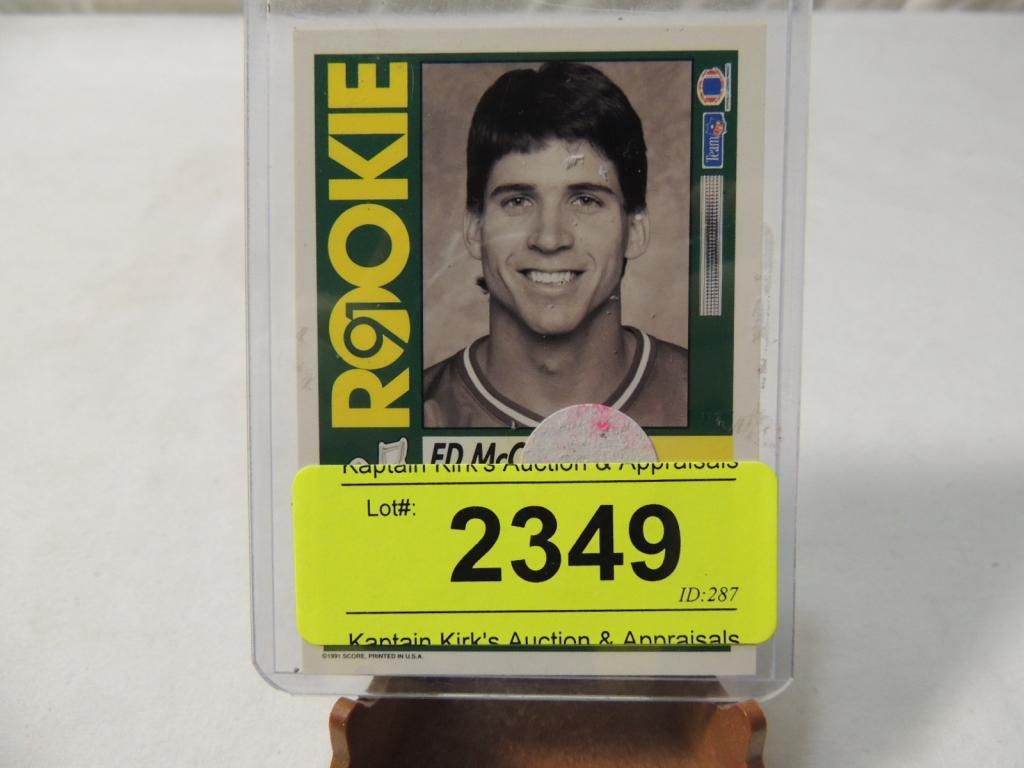 ROOKIE
91
Team
ED McC
Kaptain Kirk's Auction & Appraisals
Lot#:
2349
ID:287
Kaptain Kirk's Auction & Appraisals
©1991 SCORE, PRINTED IN U.S.A.